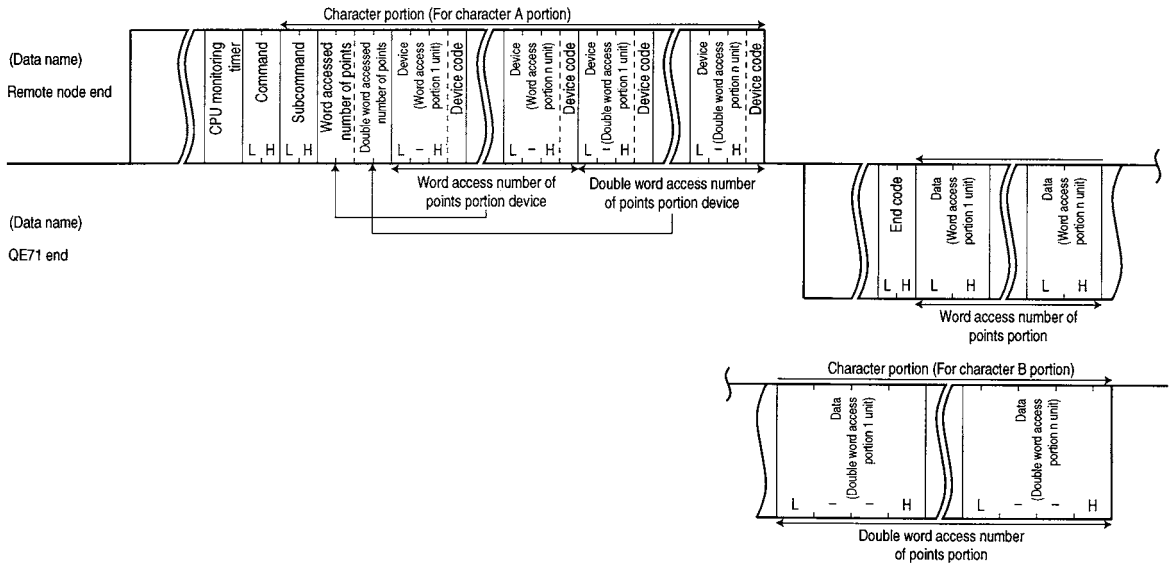 Character portion (For character A portion)
(Data name)
Remote node end
CPU monitoring
timer
Command
L H
Subcommand
L H
Word accessed
number of points
Double word accessed
number of points
Device
(Word access
portion 1 unit)
Device code
L – H
Device
(Word access
portion n unit)
Device code
L – H
Device
(Double word access
portion 1 unit)
Device code
L – H
Device
(Double word access
portion n unit)
Device code
L – H
Word access number of
points portion device
Double word access number
of points portion device
(Data name)
QE71 end
End code
L H
Data
(Word access
portion 1 unit)
L H
Data
(Word access
portion n unit)
L H
Word access number of
points portion
Character portion (For character B portion)
Data
(Double word access
portion 1 unit)
L – – H
Data
(Double word access
portion n unit)
L – – H
Double word access number
of points portion